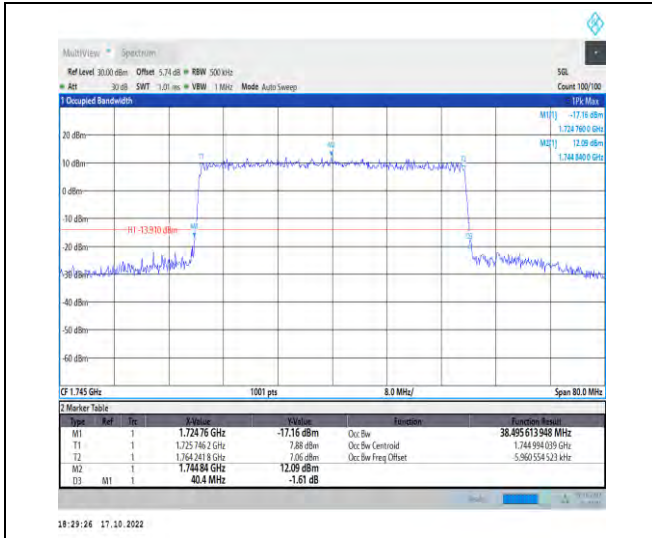 MultiView Spectrum
Ref Level 30.00 dBm Offset 5.74 dB RBW 500 kHz SGL
Att 30 dB SWT 1.01 ms VBW 1 MHz Mode Auto Sweep Count 100/100
1 Occupied Bandwidth 1Pk Max
M1[1] -17.16 dBm
1.724 760 0 GHz
M2[1] 12.09 dBm
1.744 840 0 GHz
20 dBm
10 dBm
0 dBm
-10 dBm
H1 -13.910 dBm
-20 dBm
-30 dBm
-40 dBm
-50 dBm
-60 dBm
T1
M2
T2
M1
D3
CF 1.745 GHz 1001 pts 8.0 MHz/ Span 80.0 MHz
2 Marker Table
Type Ref Trc X-Value Y-Value Function Function Result
M1 1 1.724 76 GHz -17.16 dBm Occ Bw 38.495 613 948 MHz
T1 1 1.725 746 2 GHz 7.88 dBm Occ Bw Centroid 1.744 994 039 GHz
T2 1 1.764 241 8 GHz 7.06 dBm Occ Bw Freq Offset -5.960 554 523 kHz
M2 1 1.744 84 GHz 12.09 dBm
D3 M1 1 40.4 MHz -1.61 dB
18:29:26 17.10.2022